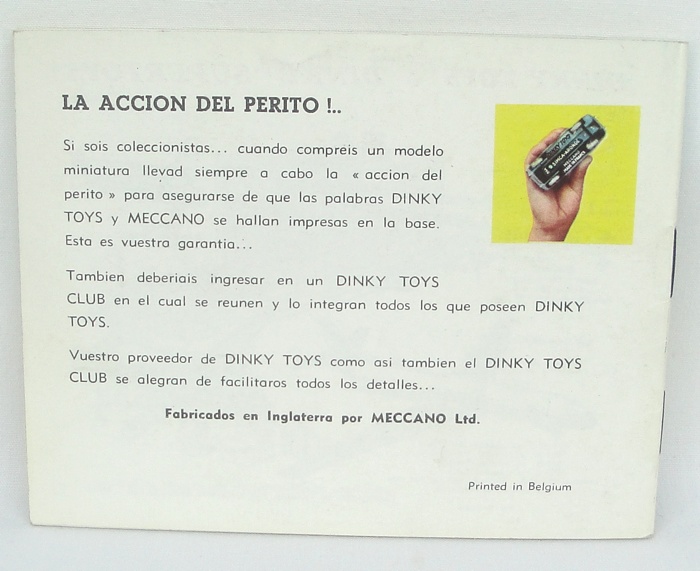 LA ACCION DEL PERITO !..
Si sois coleccionistas... cuando compreis un modelo
miniatura llevad siempre a cabo la « accion del
perito » para asegurarse de que las palabras DINKY
TOYS y MECCANO se hallan impresas en la base.
Esta es vuestra garantia...
Tambien deberiais ingresar en un DINKY TOYS
CLUB en el cual se reunen y lo integran todos los que poseen DINKY
TOYS.
Vuestro proveedor de DINKY TOYS como asi tambien el DINKY TOYS
CLUB se alegran de facilitaros todos los detalles...
Fabricados en Inglaterra por MECCANO Ltd.
Printed in Belgium